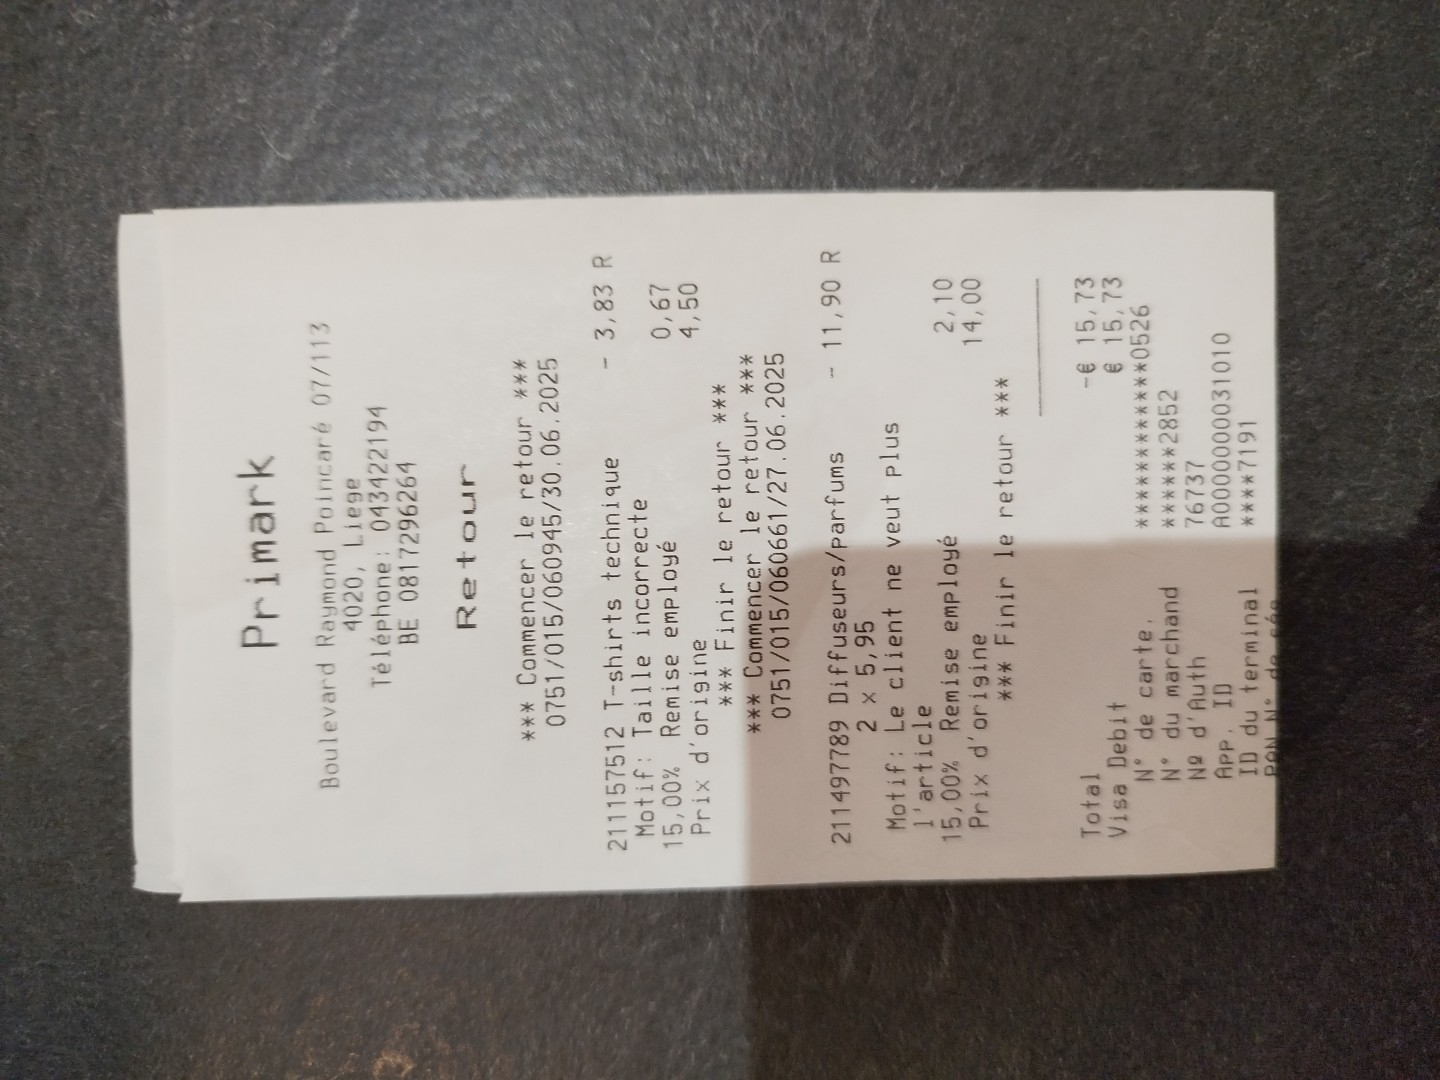 Primark
Boulevard Raymond Poincaré 07/113
4020, Liege
Téléphone: 043422194
BE 0817296264
Retour
*** Commencer le retour ***
0751/015/060945/30.06.2025
211157512 T-shirts technique - 3,83 R
Motif: Taille incorrecte
15,00% Remise employé 0,67
Prix d'origine 4,50
*** Finir le retour ***
*** Commencer le retour ***
0751/015/060661/27.06.2025
211497789 Diffuseurs/parfums - 11,90 R
2 x 5,95
Motif: Le client ne veut plus
l'article
15,00% Remise employé 2,10
Prix d'origine 14,00
*** Finir le retour ***
Total -€ 15,73
Visa Debit € 15,73
N° de carte. ************0526
N° du marchand ******2852
Nº d'Auth 76737
App. ID A0000000031010
ID du terminal ****7191
PAN N° de sé